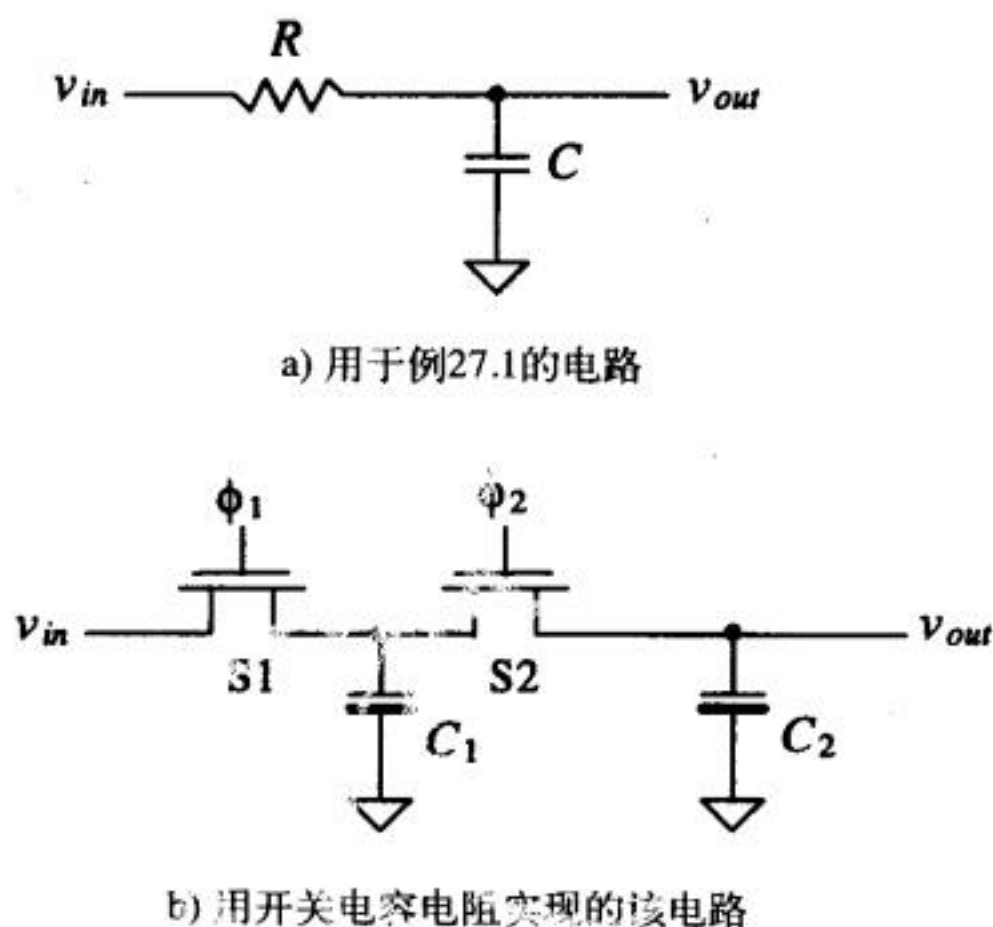 R
v_in
v_out
C
a) 用于例27.1的电路
ϕ1
ϕ2
v_in
v_out
S1
S2
C1
C2
b) 用开关电容电阻实现的该电路